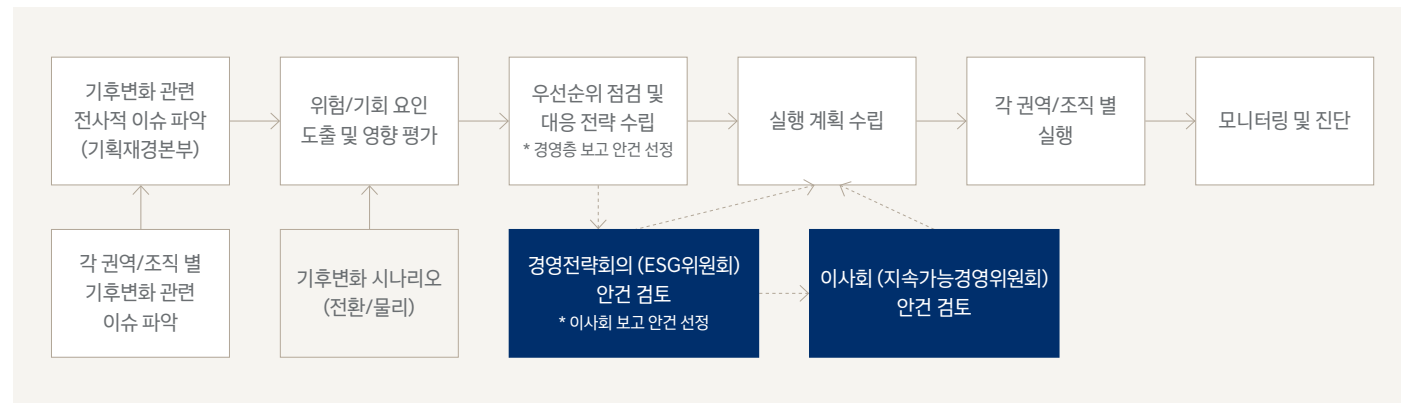 기후변화 관련
전사적 이슈 파악
(기획재경본부)
위험/기회 요인
도출 및 영향 평가
우선순위 점검 및
대응 전략 수립
* 경영층 보고 안건 선정
실행 계획 수립
각 권역/조직 별
실행
모니터링 및 진단
각 권역/조직 별
기후변화 관련
이슈 파악
기후변화 시나리오
(전환/물리)
경영전략회의 (ESG위원회)
안건 검토
* 이사회 보고 안건 선정
이사회 (지속가능경영위원회)
안건 검토